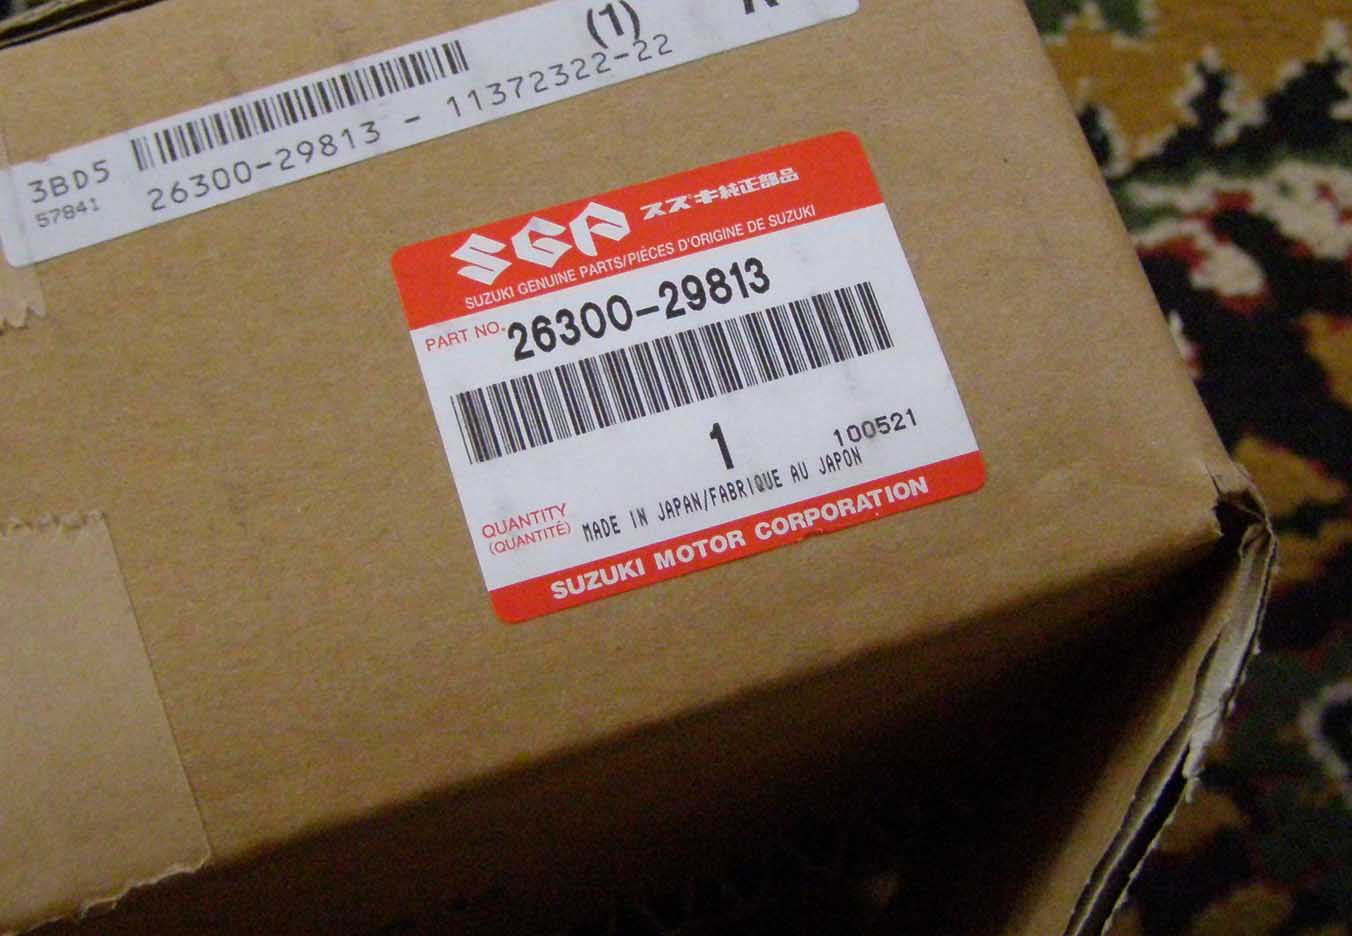 (1)
3BD5
57841
26300-29813 - 11372322-22
SGP スズキ純正部品
SUZUKI GENUINE PARTS/PIÈCES D'ORIGINE DE SUZUKI
PART NO. 26300-29813
1
100521
QUANTITY
(QUANTITÉ)
MADE IN JAPAN/FABRIQUE AU JAPON
SUZUKI MOTOR CORPORATION